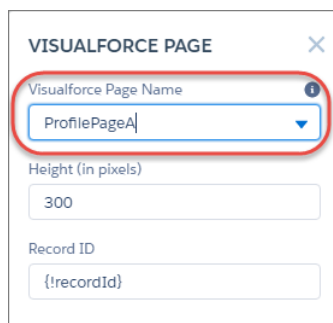 VISUALFORCE PAGE
Visualforce Page Name
ProfilePageA
Height (in pixels)
300
Record ID
{!recordId}